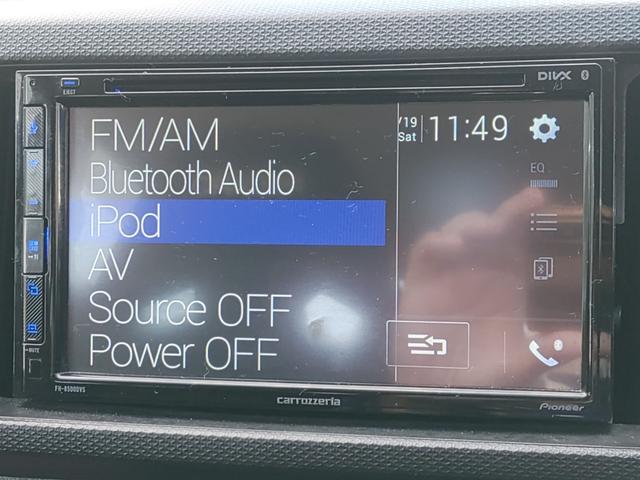 EJECT
DIVX
FM/AM
/19
Sat
11:49
Bluetooth Audio
EQ
iPod
AV
Source OFF
Power OFF
MUTE
FH-8500DVS
carrozzeria
Pioneer